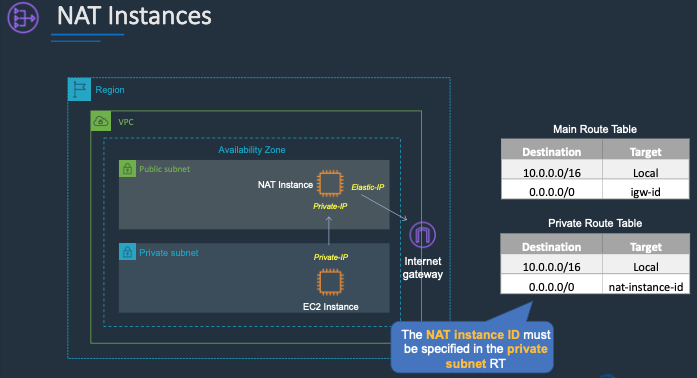 NAT Instances
Region
VPC
Availability Zone
Public subnet
NAT Instance
Elastic-IP
Private-IP
Private subnet
Private-IP
EC2 Instance
Internet
gateway
Main Route Table
Destination Target
10.0.0.0/16 Local
0.0.0.0/0 igw-id
Private Route Table
Destination Target
10.0.0.0/16 Local
0.0.0.0/0 nat-instance-id
The NAT instance ID must
be specified in the private
subnet RT